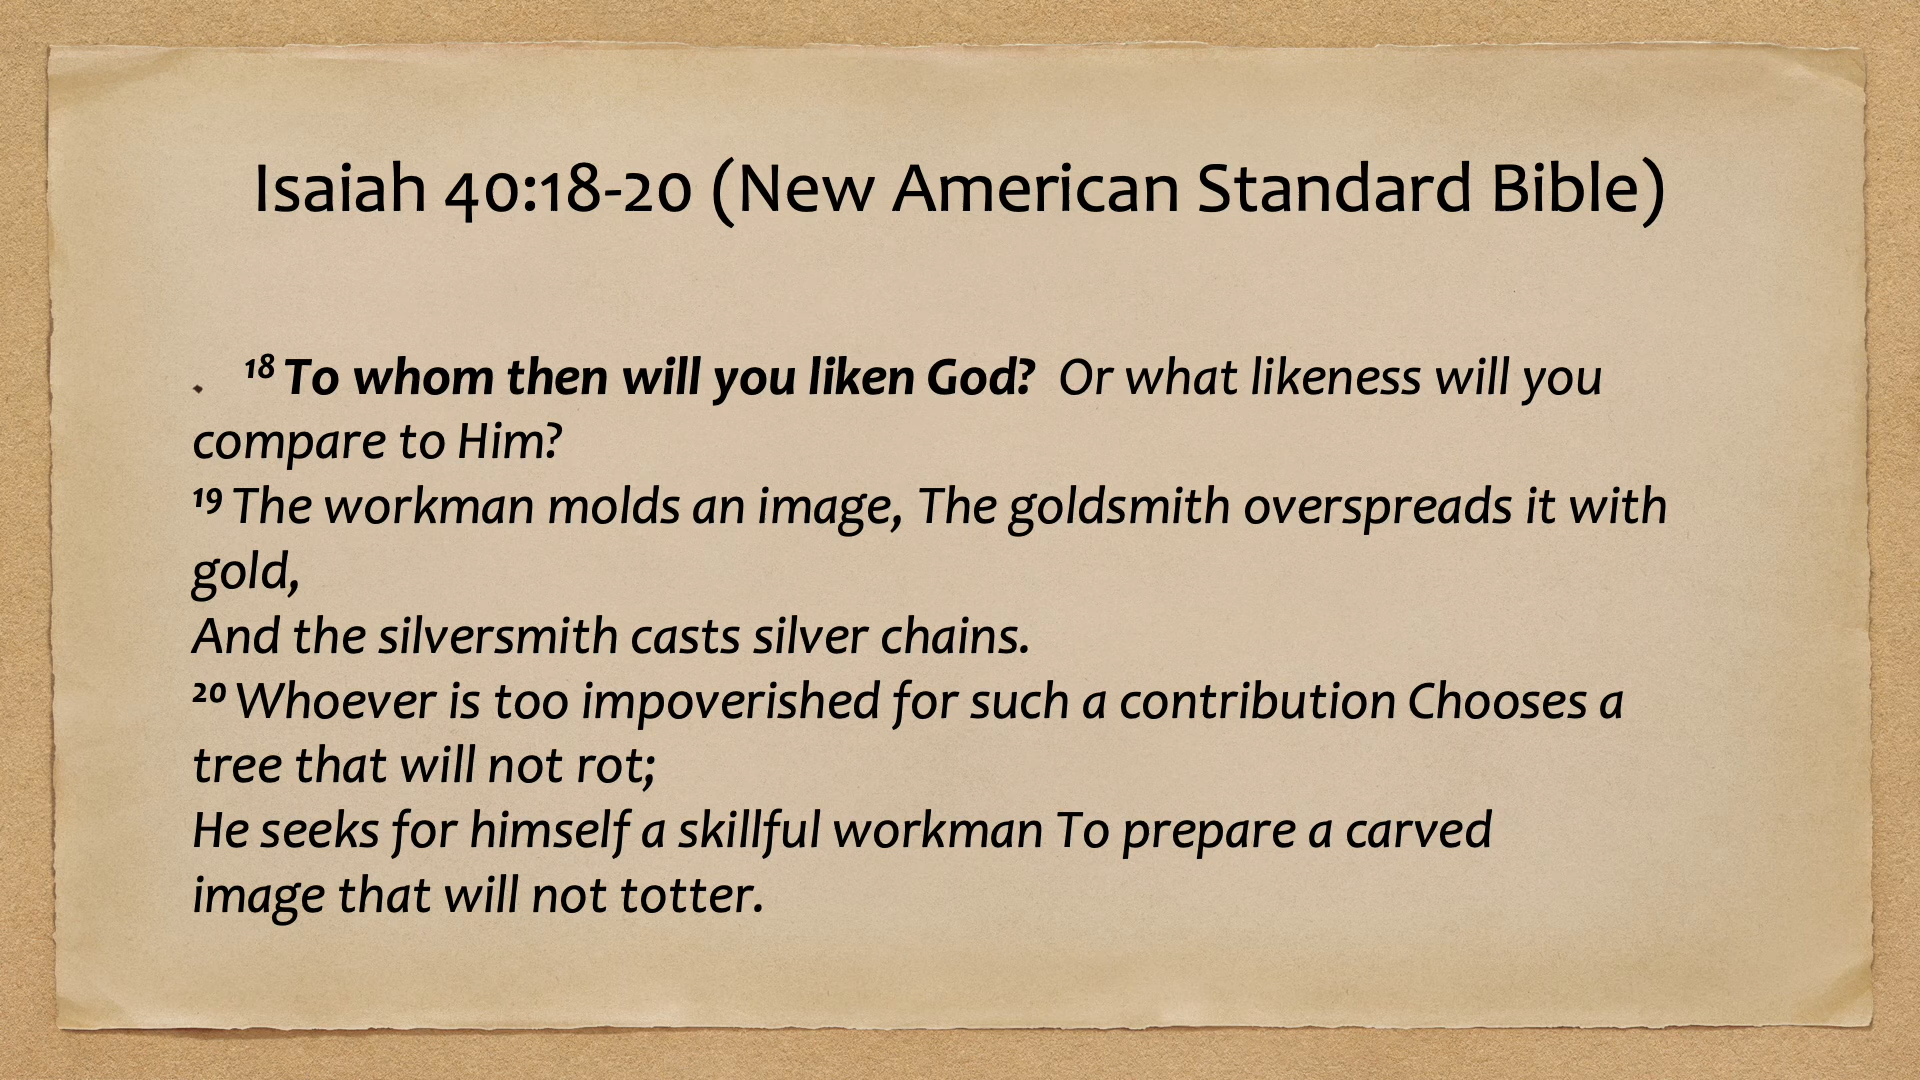 Isaiah 40:18-20 (New American Standard Bible)
18 To whom then will you liken God?  Or what likeness will you
compare to Him?
19 The workman molds an image, The goldsmith overspreads it with
gold,
And the silversmith casts silver chains.
20 Whoever is too impoverished for such a contribution Chooses a
tree that will not rot;
He seeks for himself a skillful workman To prepare a carved
image that will not totter.